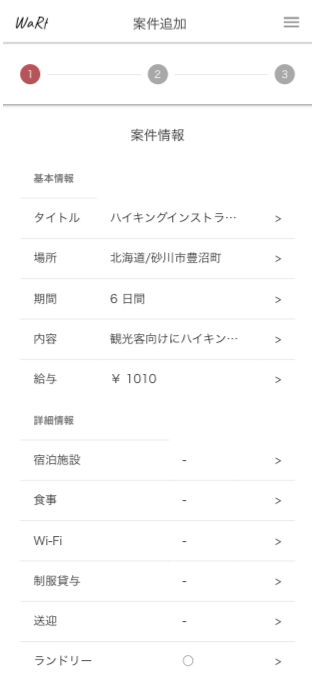 WaRt
案件追加
1 2 3
案件情報
基本情報
タイトル ハイキングインストラ… >
場所 北海道/砂川市豊沼町 >
期間 6 日間 >
内容 観光客向けにハイキン… >
給与 ¥ 1010 >
詳細情報
宿泊施設 - >
食事 - >
Wi-Fi - >
制服貸与 - >
送迎 - >
ランドリー ○ >